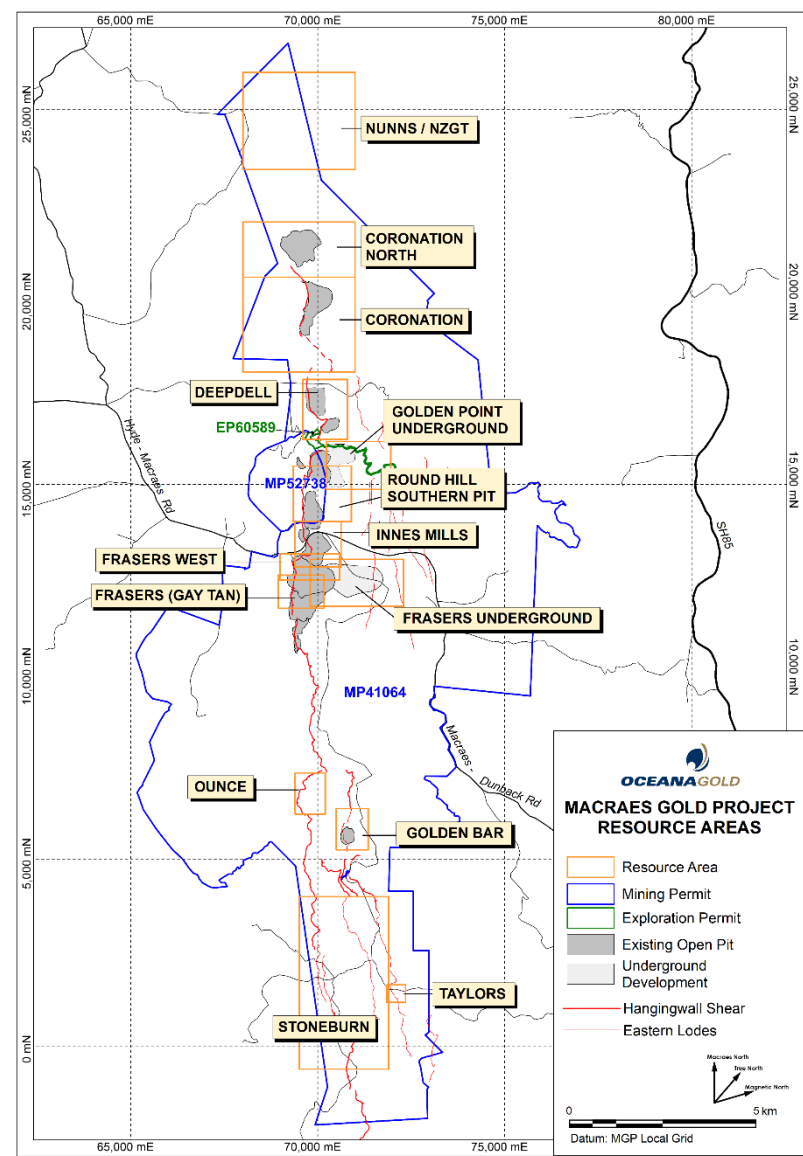 65,000 mE
70,000 mE
75,000 mE
80,000 mE
25,000 mN
25,000 mN
NUNNS / NZGT
CORONATION
NORTH
20,000 mN
20,000 mN
CORONATION
DEEPDELL
GOLDEN POINT
UNDERGROUND
EP60589
Hyde - Macraes Rd
MP52738
ROUND HILL
SOUTHERN PIT
15,000 mN
15,000 mN
INNES MILLS
SH85
FRASERS WEST
FRASERS (GAY TAN)
FRASERS UNDERGROUND
10,000 mN
10,000 mN
MP41064
Macraes - Dunback Rd
OUNCE
GOLDEN BAR
5,000 mN
TAYLORS
STONEBURN
0 mN
OCEANAGOLD
MACRAES GOLD PROJECT
RESOURCE AREAS
Resource Area
Mining Permit
Exploration Permit
Existing Open Pit
Underground
Development
Hangingwall Shear
Eastern Lodes
Macraes North
True North
Magnetic North
0 5 km
Datum: MGP Local Grid
65,000 mE
70,000 mE
75,000 mE